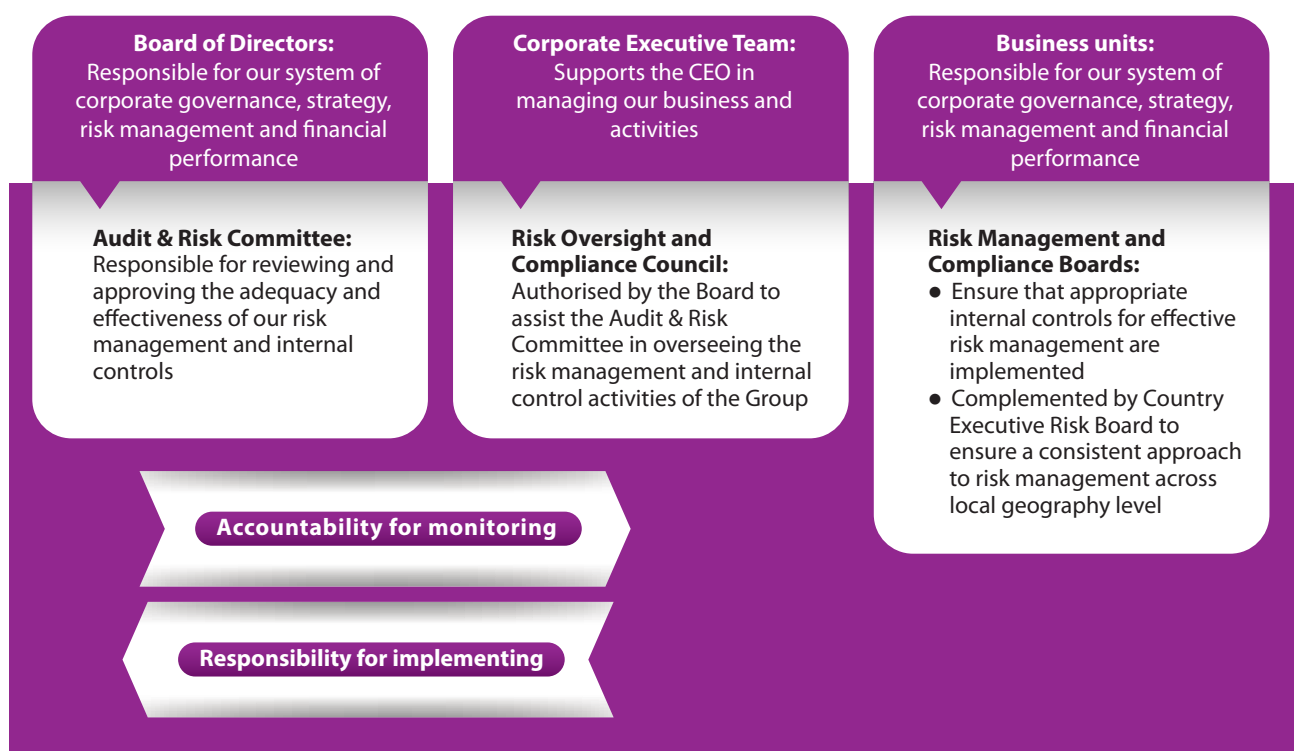 Board of Directors:
Responsible for our system of
corporate governance, strategy,
risk management and financial
performance
Audit & Risk Committee:
Responsible for reviewing and
approving the adequacy and
effectiveness of our risk
management and internal
controls
Corporate Executive Team:
Supports the CEO in
managing our business and
activities
Risk Oversight and
Compliance Council:
Authorised by the Board to
assist the Audit & Risk
Committee in overseeing the
risk management and internal
control activities of the Group
Business units:
Responsible for our system of
corporate governance, strategy,
risk management and financial
performance
Risk Management and
Compliance Boards:
● Ensure that appropriate
internal controls for effective
risk management are
implemented
● Complemented by Country
Executive Risk Board to
ensure a consistent approach
to risk management across
local geography level
Accountability for monitoring
Responsibility for implementing